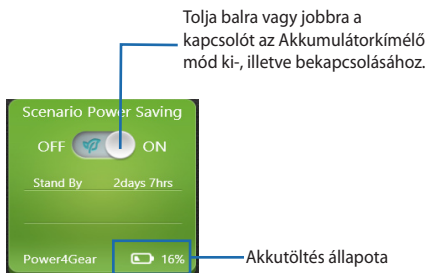 Tolja balra vagy jobbra a
kapcsolót az Akkumulátorkímélő
mód ki-, illetve bekapcsolásához.
Scenario Power Saving
OFF ON
Stand By 2days 7hrs
Power4Gear 16%
Akkutöltés állapota